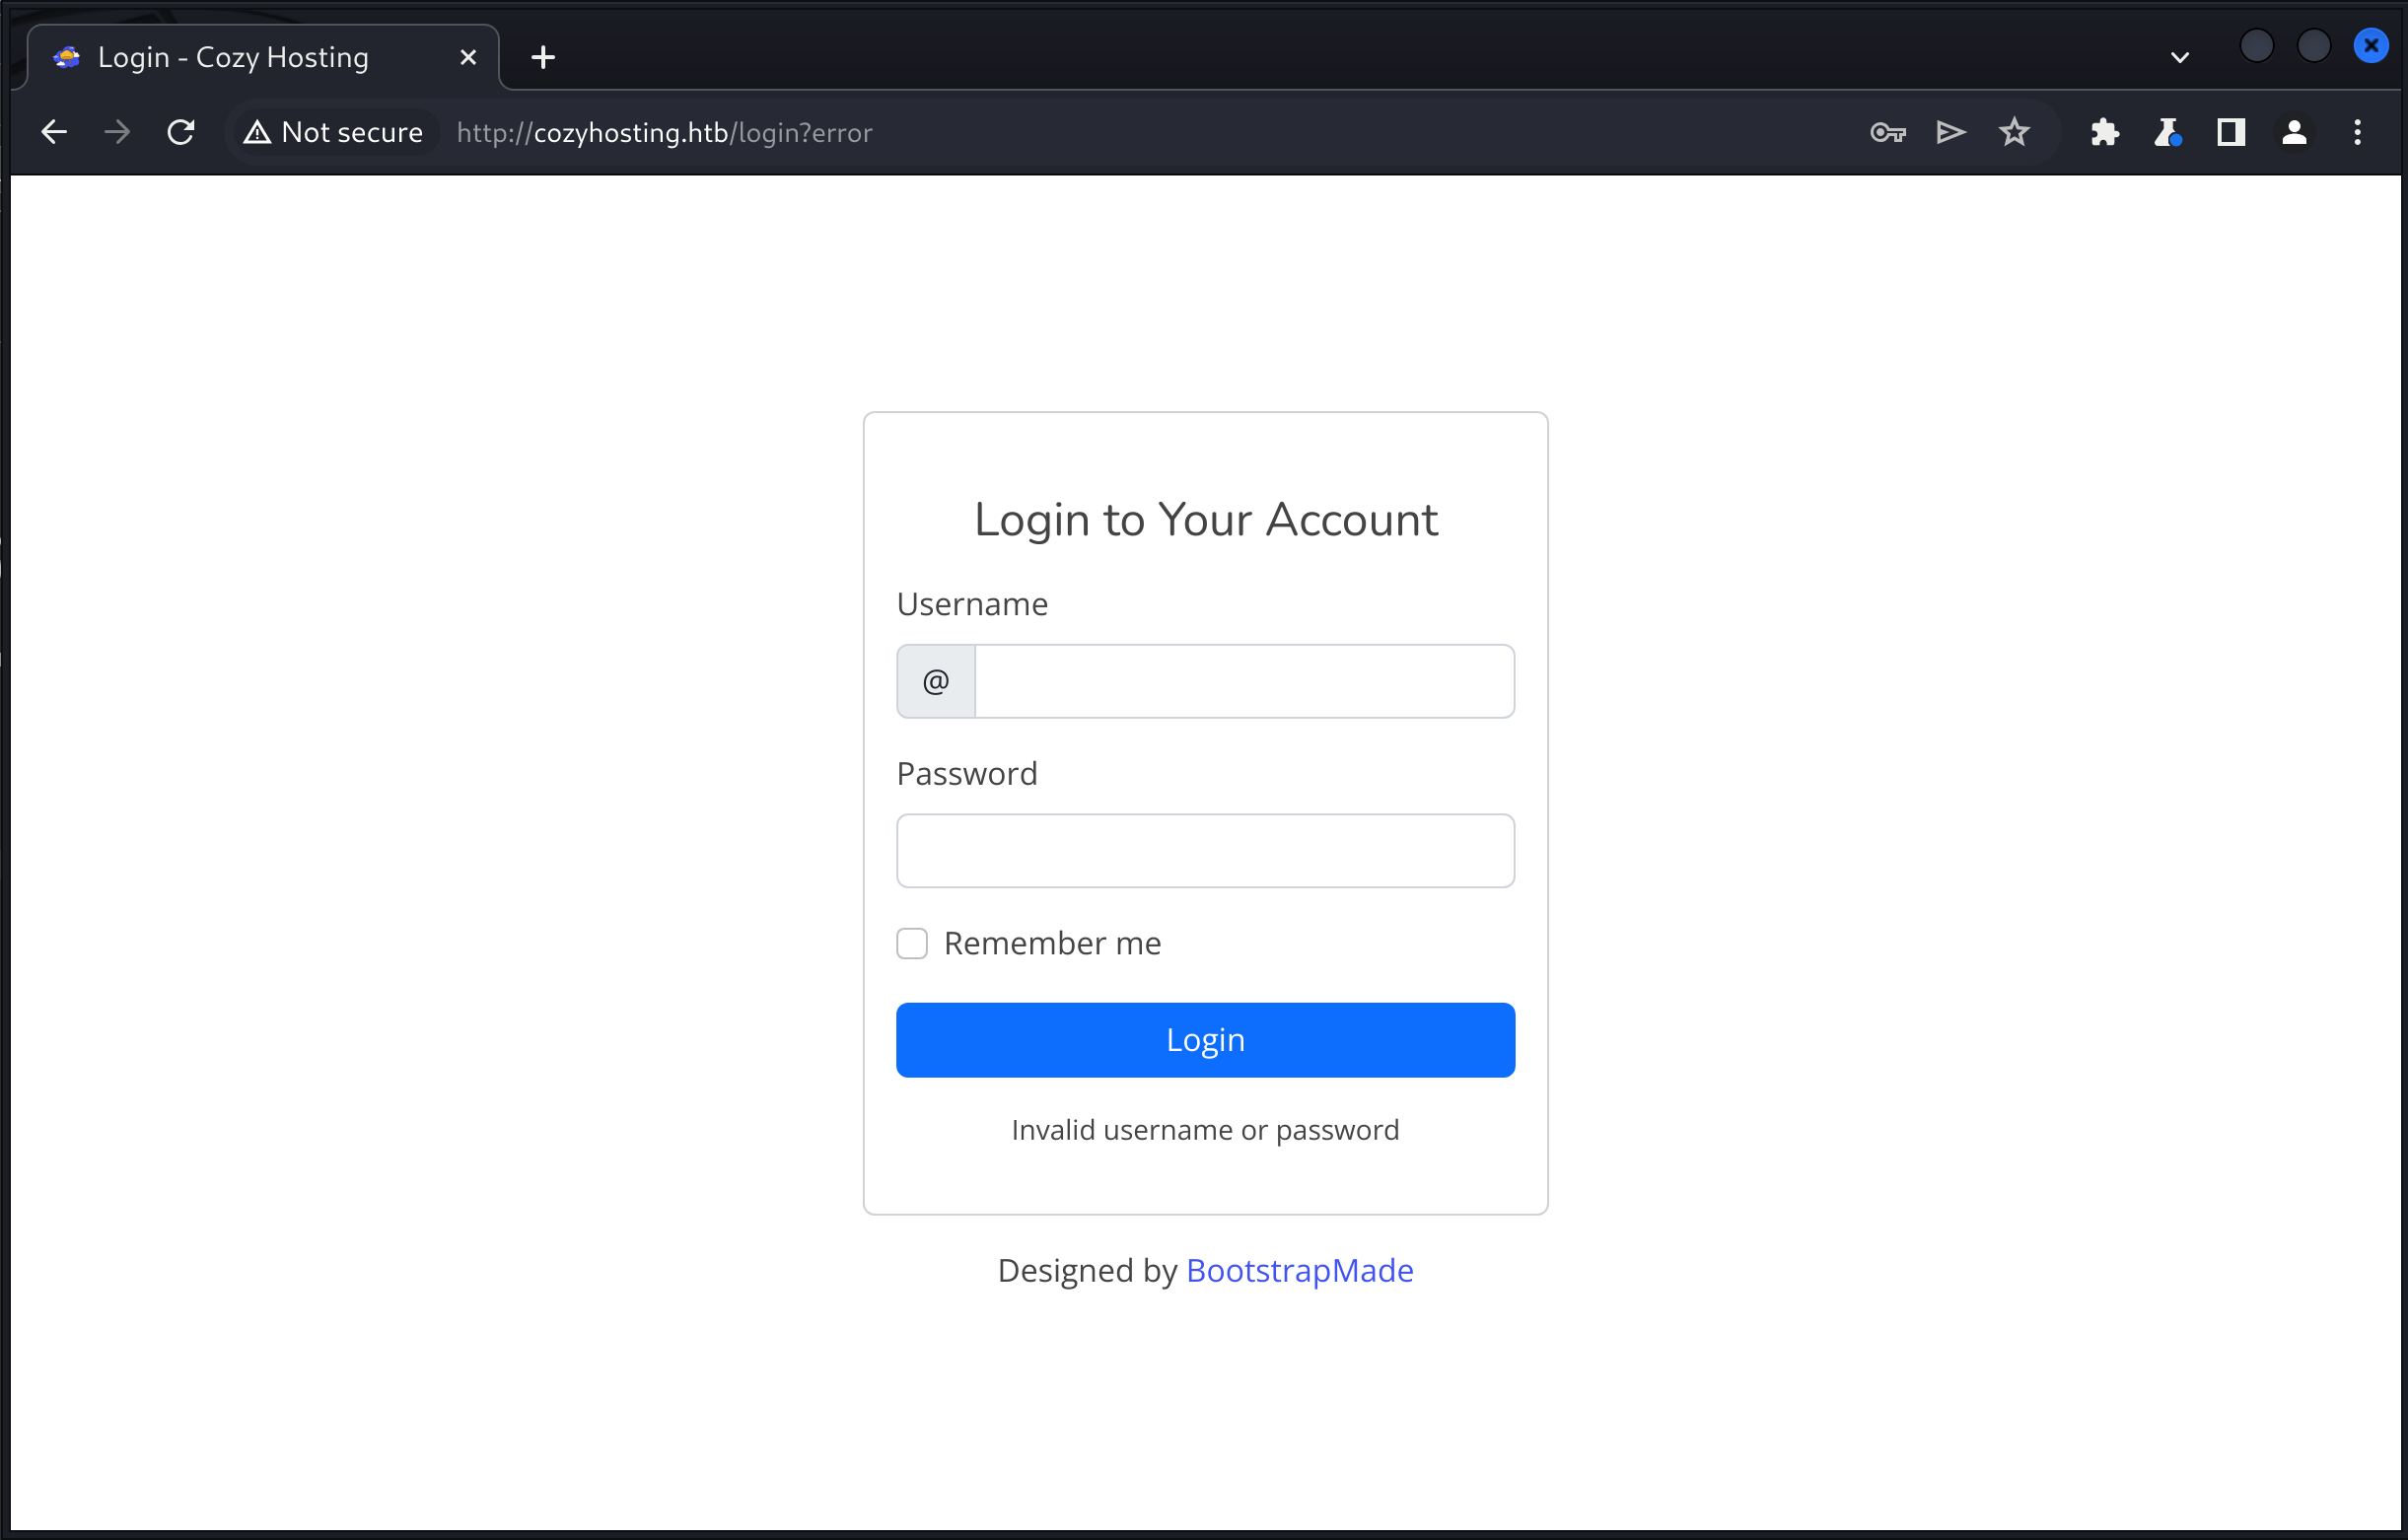 Login - Cozy Hosting
Not secure http://cozyhosting.htb/login?error
Login to Your Account
Username
@
Password
Remember me
Login
Invalid username or password
Designed by BootstrapMade